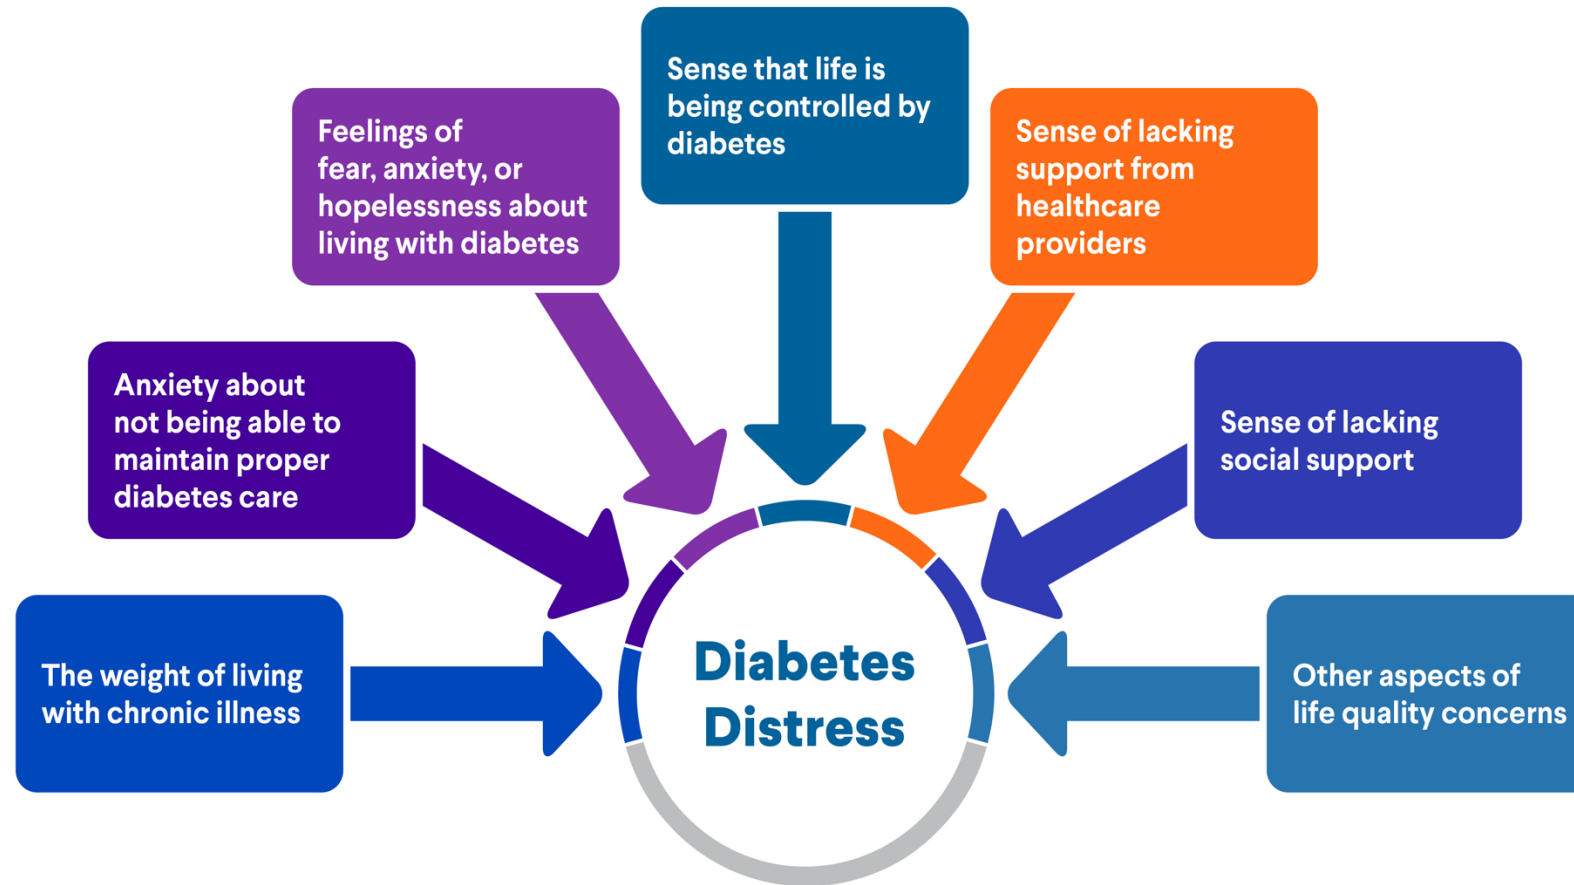 Sense that life is
being controlled by
diabetes
Feelings of
fear, anxiety, or
hopelessness about
living with diabetes
Sense of lacking
support from
healthcare
providers
Anxiety about
not being able to
maintain proper
diabetes care
Sense of lacking
social support
The weight of living
with chronic illness
Diabetes
Distress
Other aspects of
life quality concerns